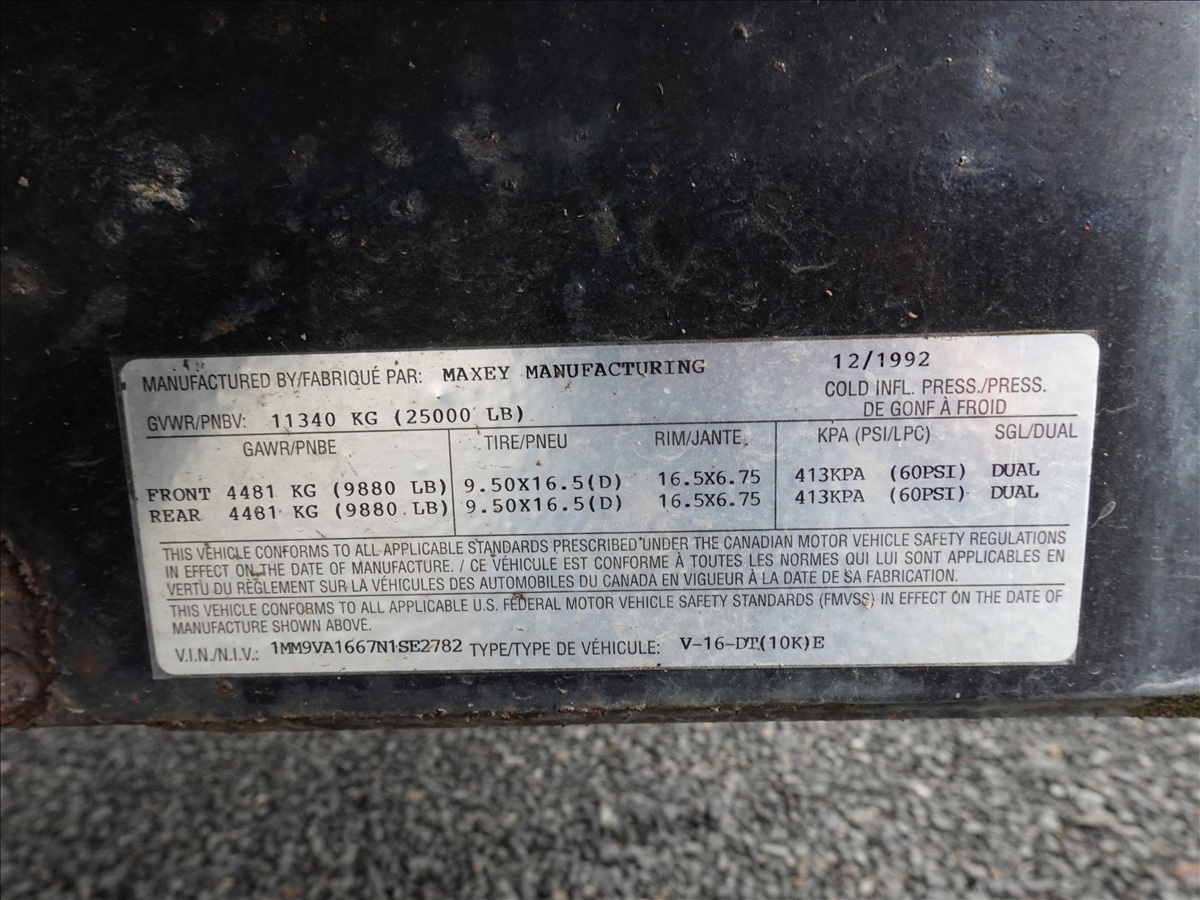 MANUFACTURED BY/FABRIQUÉ PAR: MAXEY MANUFACTURING 12/1992
GVWR/PNBV: 11340 KG (25000 LB) COLD INFL. PRESS./PRESS. DE GONF À FROID
GAWR/PNBE TIRE/PNEU RIM/JANTE KPA (PSI/LPC) SGL/DUAL
FRONT 4481 KG (9880 LB) 9.50X16.5(D) 16.5X6.75 413KPA (60PSI) DUAL
REAR 4481 KG (9880 LB) 9.50X16.5(D) 16.5X6.75 413KPA (60PSI) DUAL
THIS VEHICLE CONFORMS TO ALL APPLICABLE STANDARDS PRESCRIBED UNDER THE CANADIAN MOTOR VEHICLE SAFETY REGULATIONS
IN EFFECT ON THE DATE OF MANUFACTURE. / CE VÉHICULE EST CONFORME À TOUTES LES NORMES QUI LUI SONT APPLICABLES EN
VERTU DU RÈGLEMENT SUR LA VÉHICULES DES AUTOMOBILES DU CANADA EN VIGUEUR À LA DATE DE SA FABRICATION.
THIS VEHICLE CONFORMS TO ALL APPLICABLE U.S. FEDERAL MOTOR VEHICLE SAFETY STANDARDS (FMVSS) IN EFFECT ON THE DATE OF
MANUFACTURE SHOWN ABOVE.
V.I.N./N.I.V.: 1MM9VA1667N1SE2782 TYPE/TYPE DE VÉHICULE: V-16-DT(10K)E